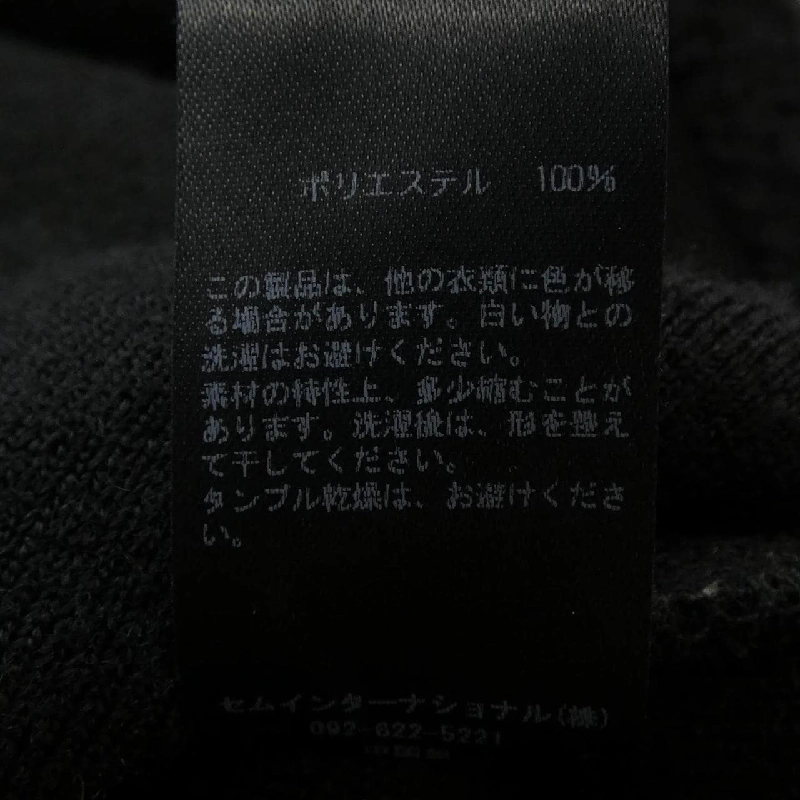 ポリエステル 100%
この製品は、他の衣類に色が移
る場合があります。白い物との
洗濯はお避けください。
素材の特性上、多少縮むことが
あります。洗濯後は、形を整え
て干してください。
タンブル乾燥は、お避けくださ
い。
セムインターナショナル(株)
092-622-5221